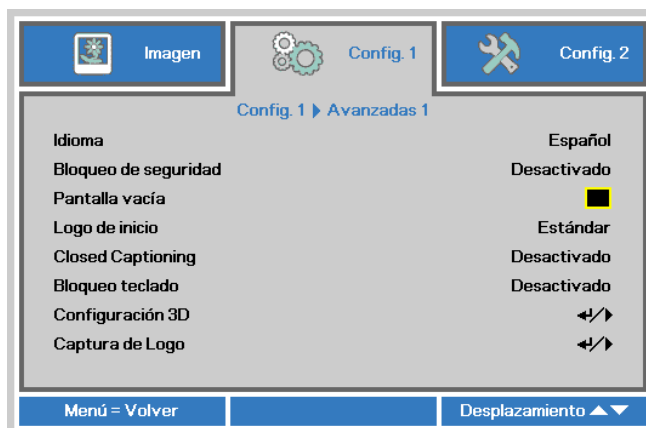 Imagen
Config. 1
Config. 2
Config. 1 ▶ Avanzadas 1
Idioma Español
Bloqueo de seguridad Desactivado
Pantalla vacía
Logo de inicio Estándar
Closed Captioning Desactivado
Bloqueo teclado Desactivado
Configuración 3D ↵/▶
Captura de Logo ↵/▶
Menú = Volver
Desplazamiento ▲▼